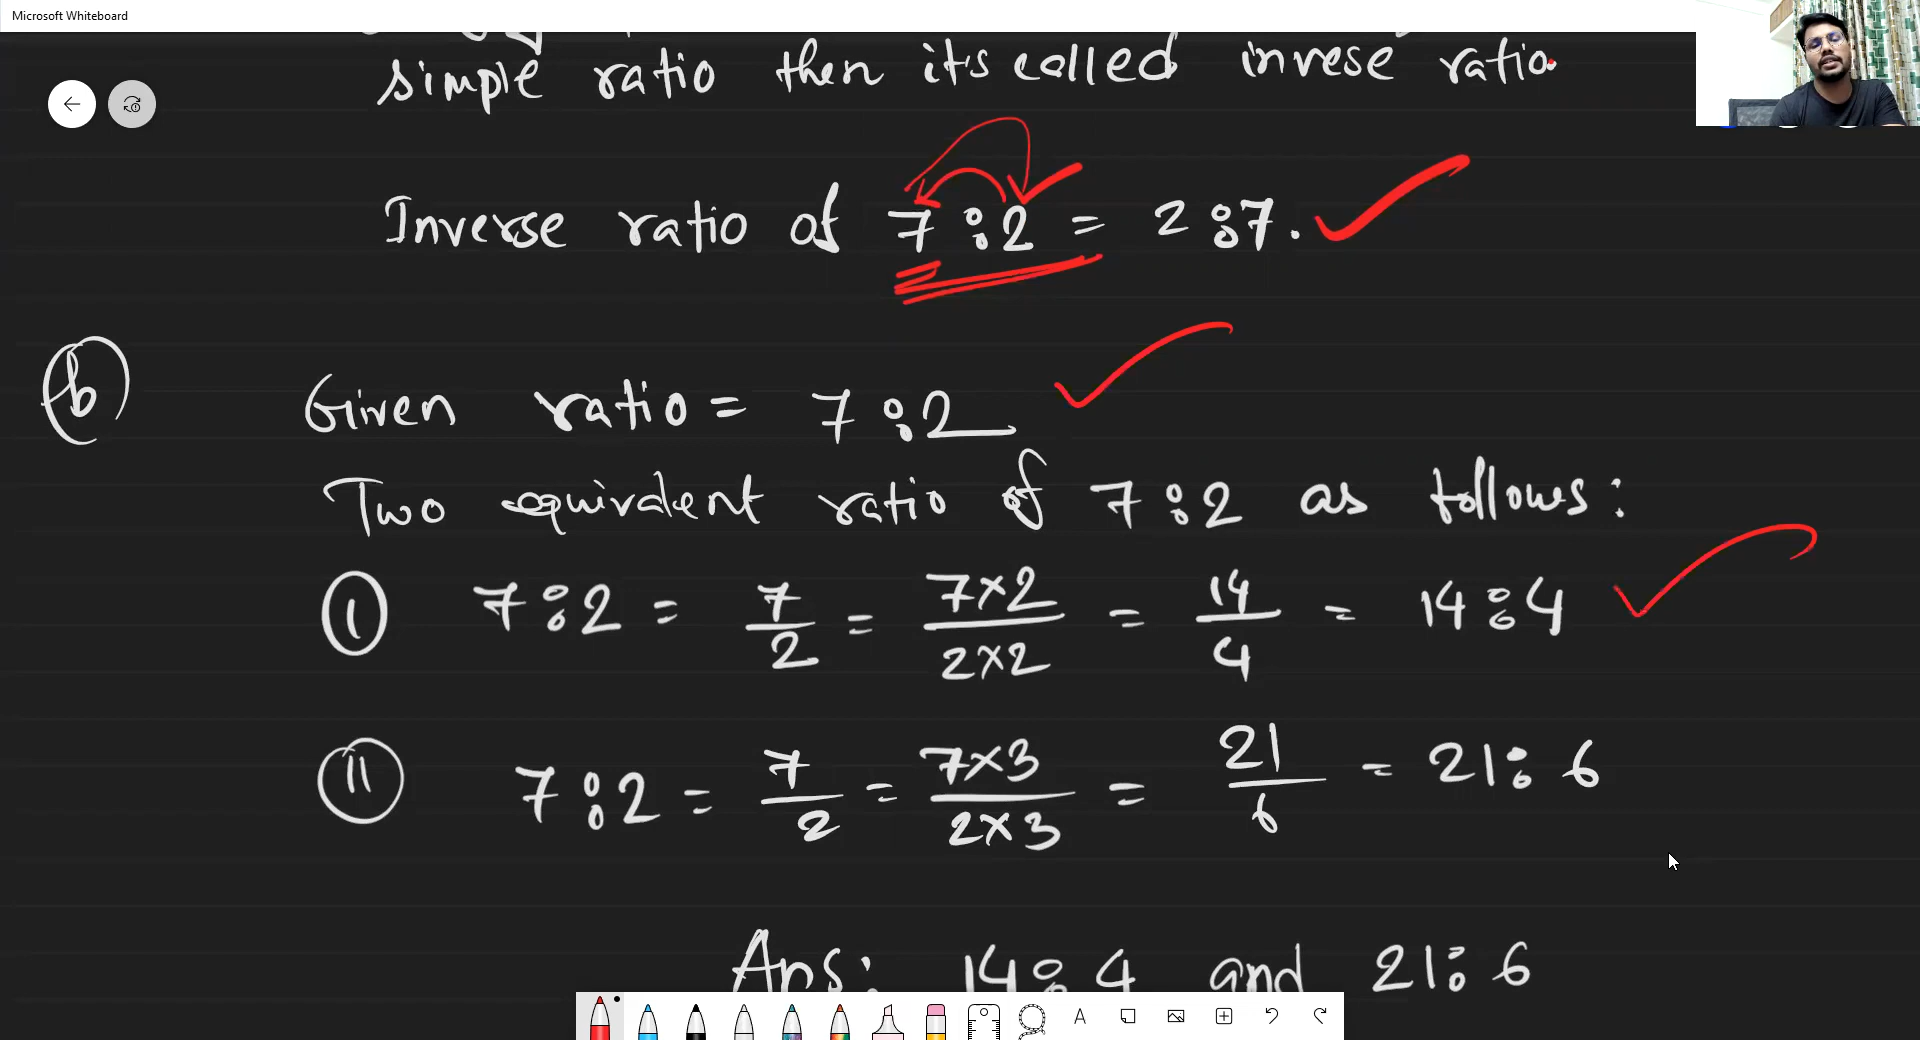 Microsoft Whiteboard
simple ratio then it's called invese ratio.
Inverse ratio of 7:2 = 2:7.
(b) Given ratio = 7:2
Two equivalent ratio of 7:2 as follows:
(i) 7:2 = 7/2 = 7×2/2×2 = 14/4 = 14:4
(ii) 7:2 = 7/2 = 7×3/2×3 = 21/6 = 21:6
Ans: 14:4 and 21:6